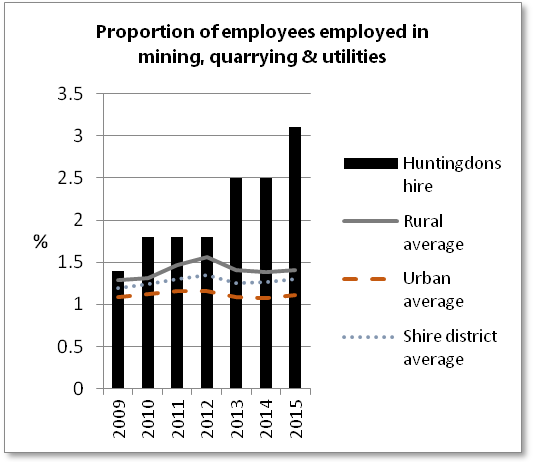 Proportion of employees employed in
mining, quarrying & utilities
3.5
3
2.5
2
1.5
1
0.5
0
%
2009
2010
2011
2012
2013
2014
2015
Huntingdons
hire
Rural
average
Urban
average
Shire district
average